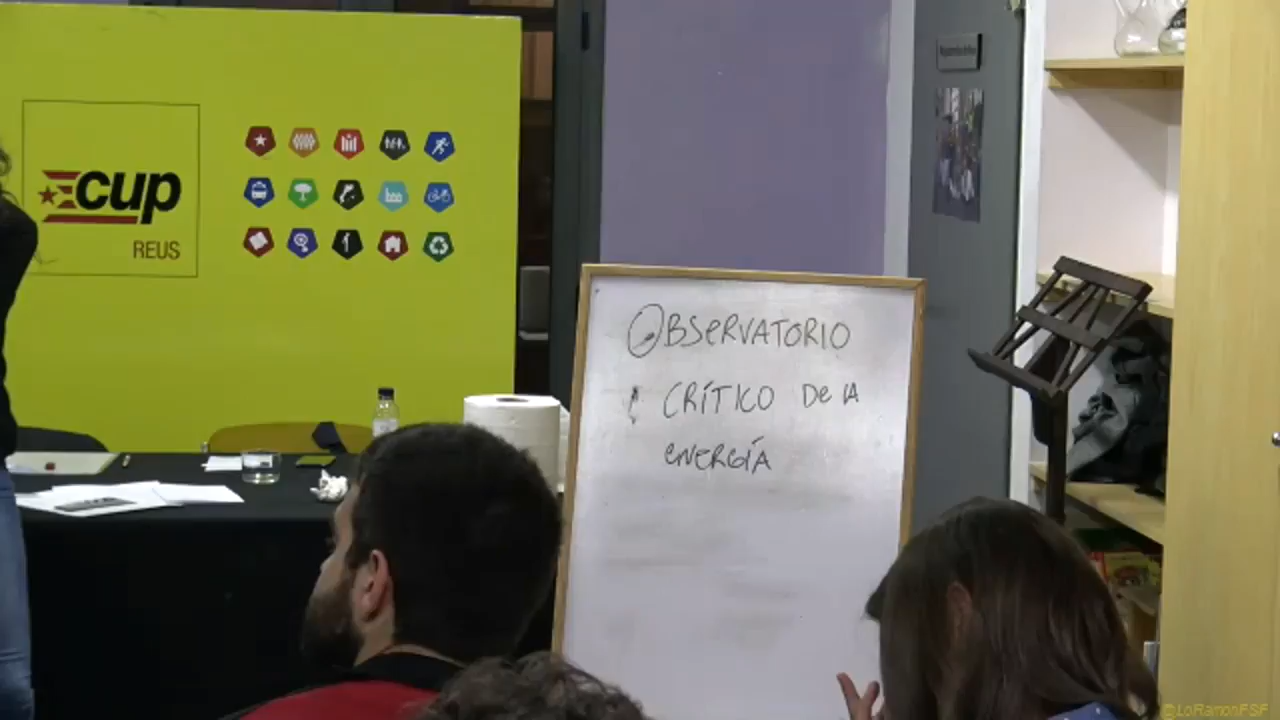 cup
REUS
OBSERVATORIO
CRÍTICO DE LA
ENERGÍA
@LoRamonFSF